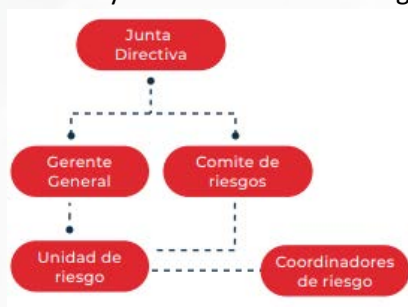 Junta
Directiva
Gerente
General
Comite de
riesgos
Unidad de
riesgo
Coordinadores
de riesgo